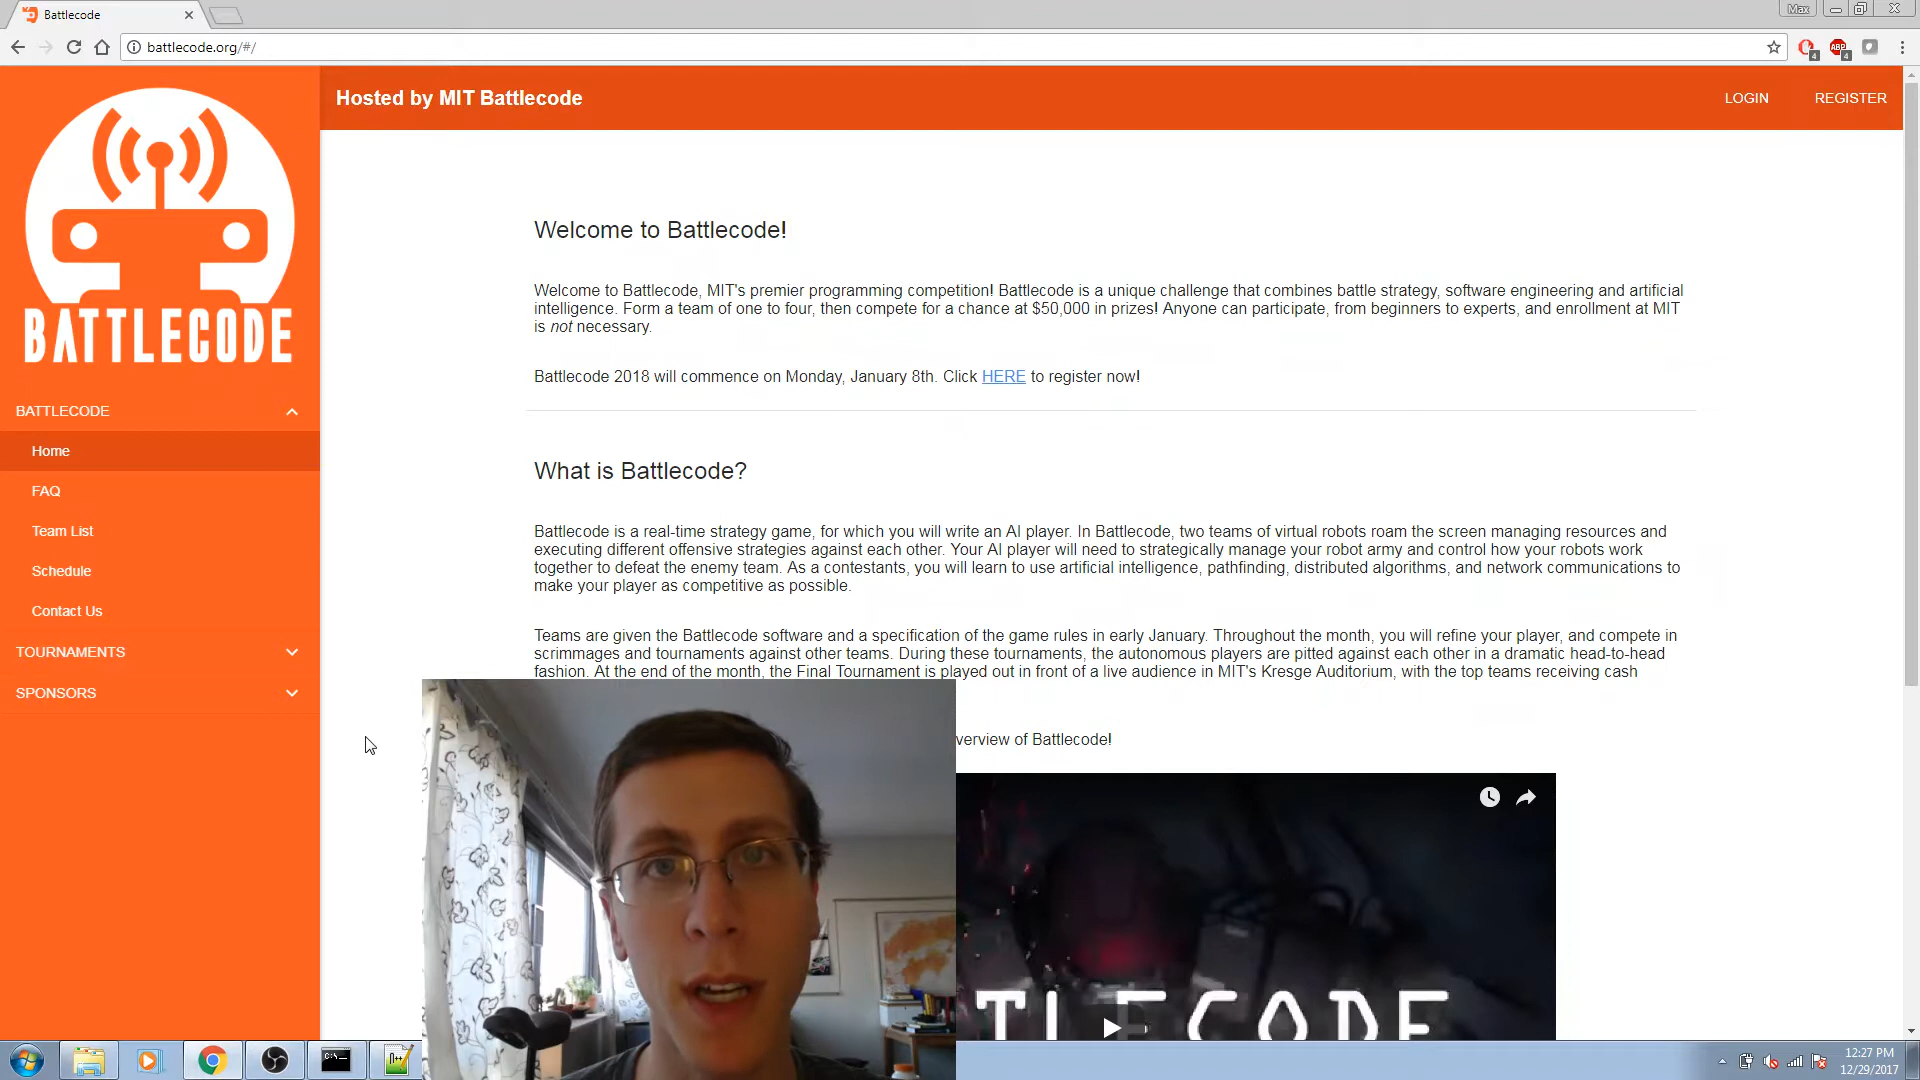 Battlecode
Max
battlecode.org/#/
4
ABP
4
BATTLECODE
BATTLECODE
Home
FAQ
Team List
Schedule
Contact Us
TOURNAMENTS
SPONSORS
Hosted by MIT Battlecode
LOGIN
REGISTER
Welcome to Battlecode!
Welcome to Battlecode, MIT's premier programming competition! Battlecode is a unique challenge that combines battle strategy, software engineering and artificial
intelligence. Form a team of one to four, then compete for a chance at $50,000 in prizes! Anyone can participate, from beginners to experts, and enrollment at MIT
is not necessary.
Battlecode 2018 will commence on Monday, January 8th. Click HERE to register now!
What is Battlecode?
Battlecode is a real-time strategy game, for which you will write an AI player. In Battlecode, two teams of virtual robots roam the screen managing resources and
executing different offensive strategies against each other. Your AI player will need to strategically manage your robot army and control how your robots work
together to defeat the enemy team. As a contestants, you will learn to use artificial intelligence, pathfinding, distributed algorithms, and network communications to
make your player as competitive as possible.
Teams are given the Battlecode software and a specification of the game rules in early January. Throughout the month, you will refine your player, and compete in
scrimmages and tournaments against other teams. During these tournaments, the autonomous players are pitted against each other in a dramatic head-to-head
fashion. At the end of the month, the Final Tournament is played out in front of a live audience in MIT's Kresge Auditorium, with the top teams receiving cash
verview of Battlecode!
TLECODE
C:\
12:27 PM
12/29/2017